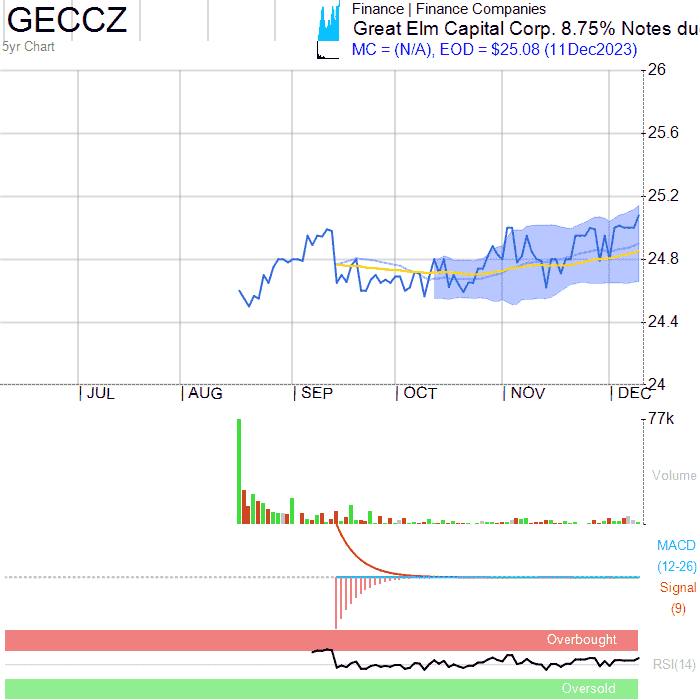 GECCZ
5yr Chart
Finance | Finance Companies
Great Elm Capital Corp. 8.75% Notes du
MC = (N/A), EOD = $25.08 (11Dec2023)
26
25.6
25.2
24.8
24.4
24
JUL AUG SEP OCT NOV DEC
77k
Volume
MACD
(12-26)
Signal
(9)
Overbought
RSI(14)
Oversold